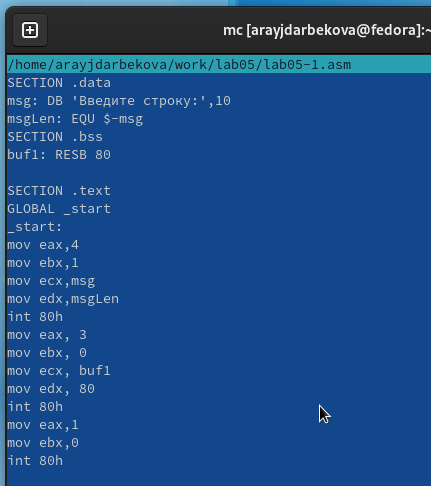 mc [arayjdarbekova@fedora]:~
/home/arayjdarbekova/work/lab05/lab05-1.asm
SECTION .data
msg: DB 'Введите строку:',10
msgLen: EQU $-msg
SECTION .bss
buf1: RESB 80
SECTION .text
GLOBAL _start
_start:
mov eax,4
mov ebx,1
mov ecx,msg
mov edx,msgLen
int 80h
mov eax, 3
mov ebx, 0
mov ecx, buf1
mov edx, 80
int 80h
mov eax,1
mov ebx,0
int 80h